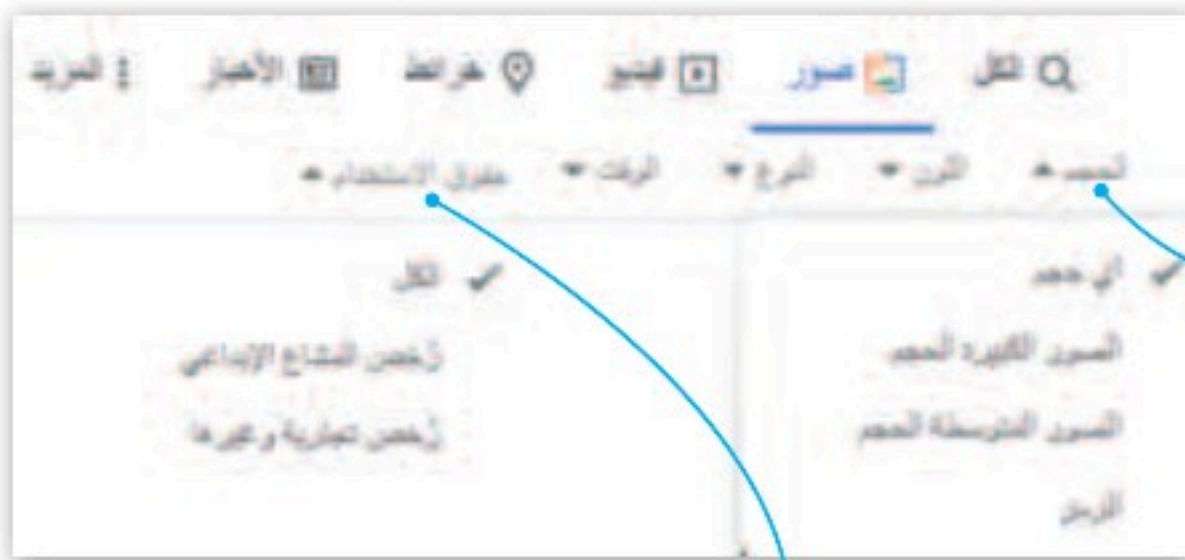 الكل صور فيديو خرائط الأخبار المزيد
الحجم اللون النوع الوقت حقوق الاستخدام
أي حجم
الصور الكبيرة الحجم
الصور المتوسطة الحجم
الرمز
الكل
رُخص المشاع الإبداعي
رُخص تجارية وغيرها